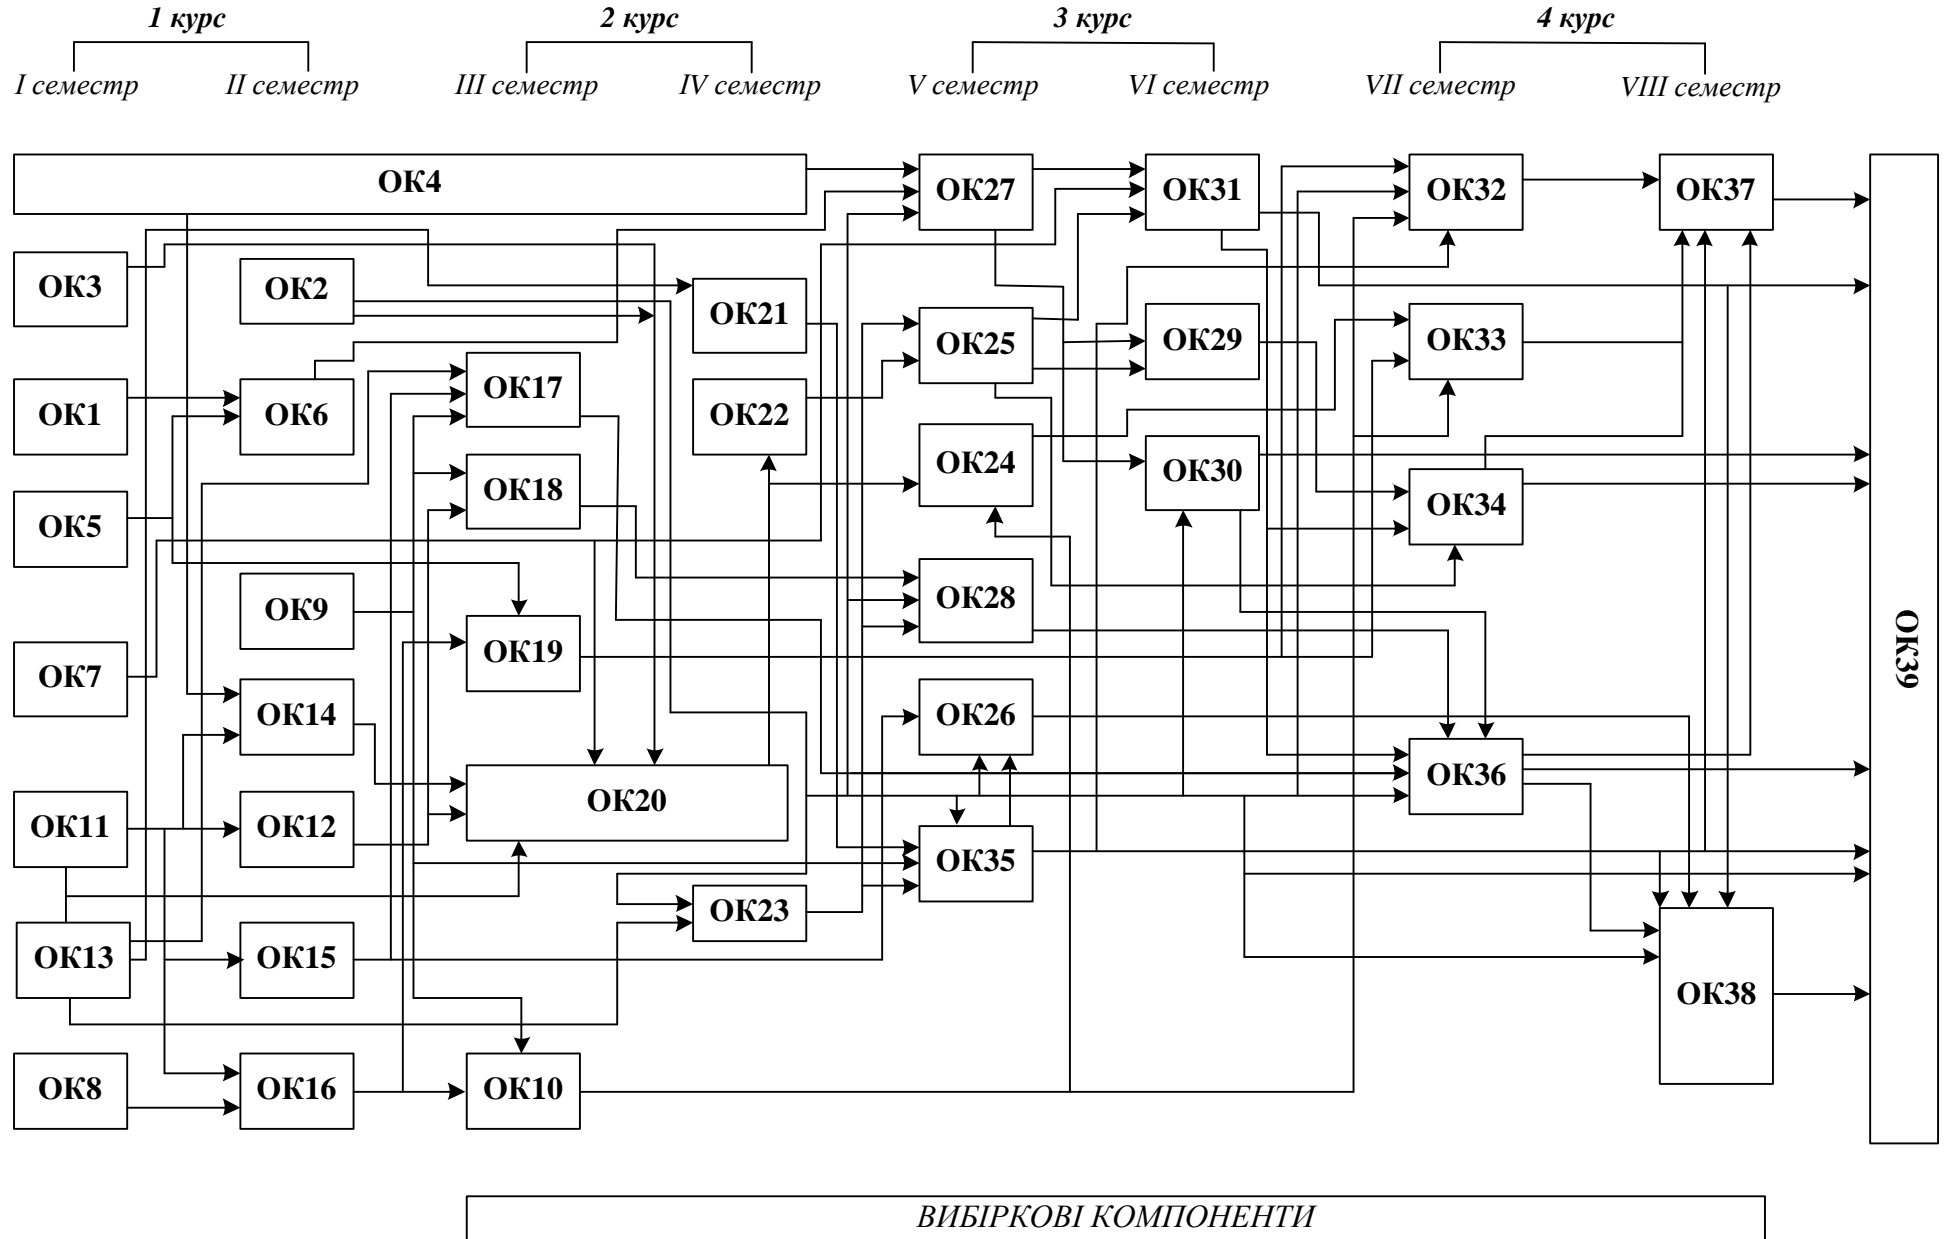 1 курс 2 курс 3 курс 4 курс
I семестр II семестр III семестр IV семестр V семестр VI семестр VII семестр VIII семестр
ОК4 ОК27 ОК31 ОК32 ОК37
ОК3 ОК2 ОК21 ОК25 ОК29 ОК33
ОК1 ОК6 ОК17 ОК22 ОК24 ОК30 ОК34
ОК5 ОК18
ОК9 ОК28
ОК7 ОК19 ОК39
ОК14 ОК26
ОК11 ОК12 ОК20 ОК36
ОК35
ОК13 ОК15 ОК23
ОК38
ОК8 ОК16 ОК10
ВИБІРКОВІ КОМПОНЕНТИ